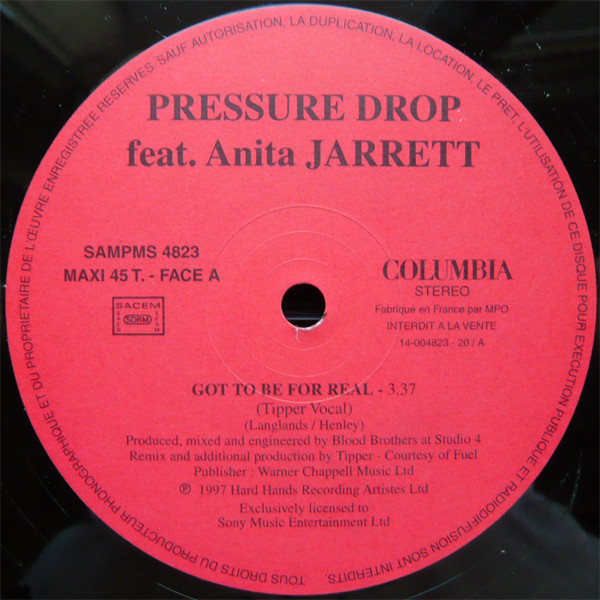 TOUS DROITS DU PRODUCTEUR PHONOGRAPHIQUE ET DU PROPRIETAIRE DE L'ŒUVRE ENREGISTREE RESERVES. SAUF AUTORISATION, LA DUPLICATION, LA LOCATION, LE PRET, L'UTILISATION DE CE DISQUE POUR EXECUTION PUBLIQUE ET RADIODIFFUSION SONT INTERDITS.
PRESSURE DROP
feat. Anita JARRETT
SAMPMS 4823
MAXI 45 T. - FACE A
SACEM
SDRM
SACD
SCAM
COLUMBIA
STEREO
Fabriqué en France par MPO
INTERDIT A LA VENTE
14-004823 - 20 / A
GOT TO BE FOR REAL - 3,37
(Tipper Vocal)
(Langlands / Henley)
Produced, mixed and engineered by Blood Brothers at Studio 4
Remix and additional production by Tipper - Courtesy of Fuel
Publisher : Warner Chappell Music Ltd
℗ 1997 Hard Hands Recording Artistes Ltd
Exclusively licensed to
Sony Music Entertainment Ltd